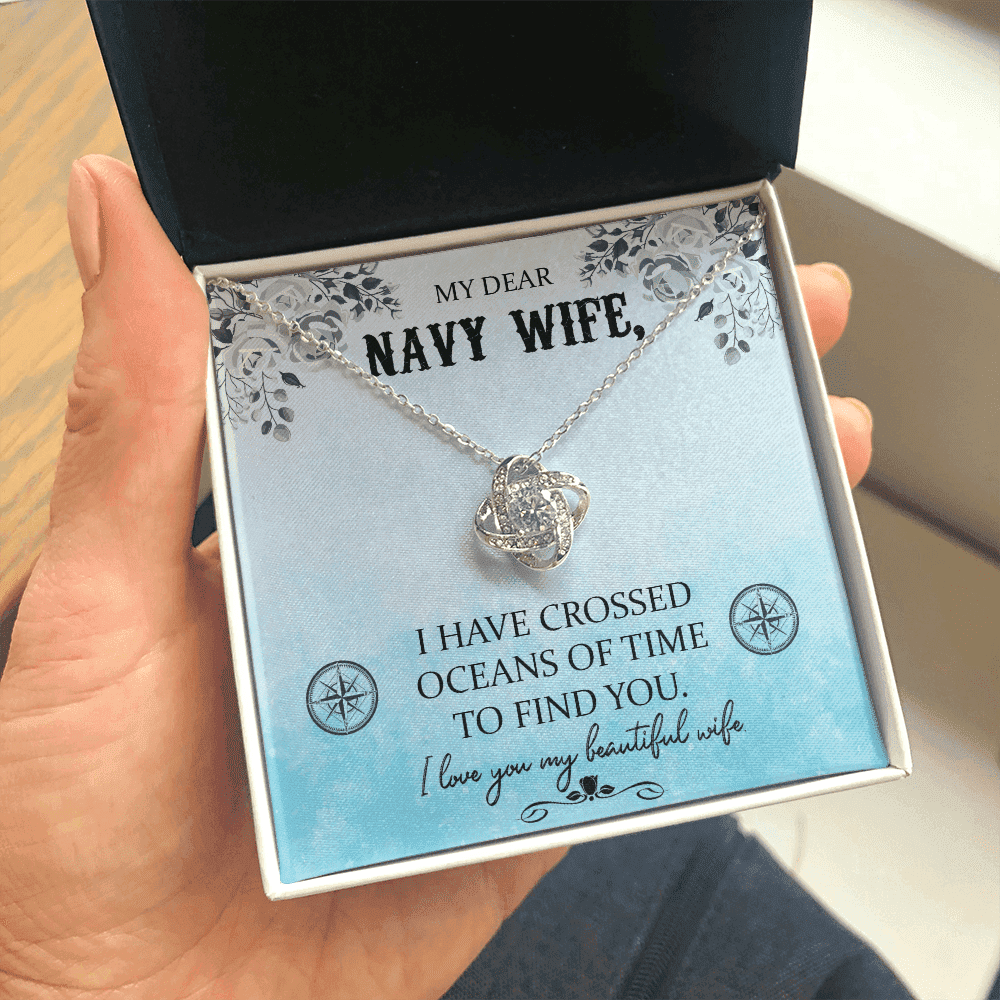 MY DEAR
NAVY WIFE,
I HAVE CROSSED
OCEANS OF TIME
TO FIND YOU.
I love you my beautiful wife.